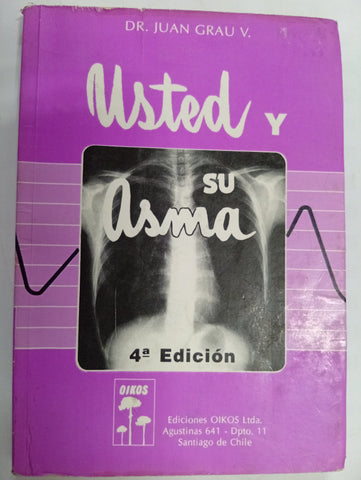 DR. JUAN GRAU V.
Usted Y
SU
Asma
4ª Edición
OIKOS
Ediciones OIKOS Ltda.
Agustinas 641 - Dpto. 11
Santiago de Chile